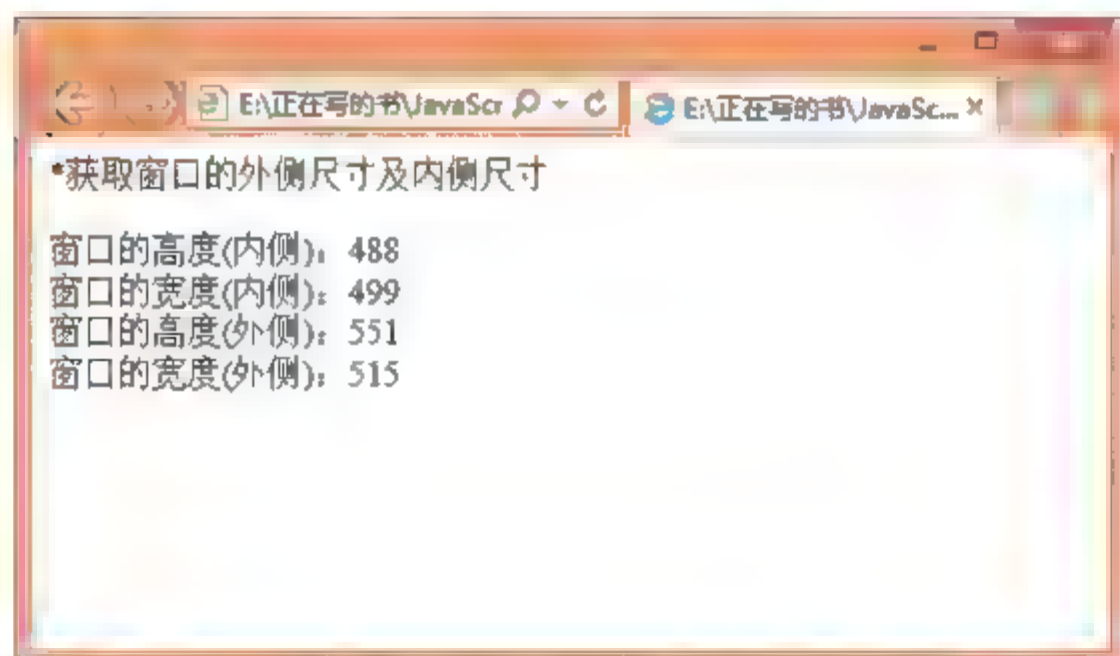 E:\正在写的书\JavaScr
E:\正在写的书\JavaSc...
*获取窗口的外侧尺寸及内侧尺寸
窗口的高度(内侧): 488
窗口的宽度(内侧): 499
窗口的高度(外侧): 551
窗口的宽度(外侧): 515